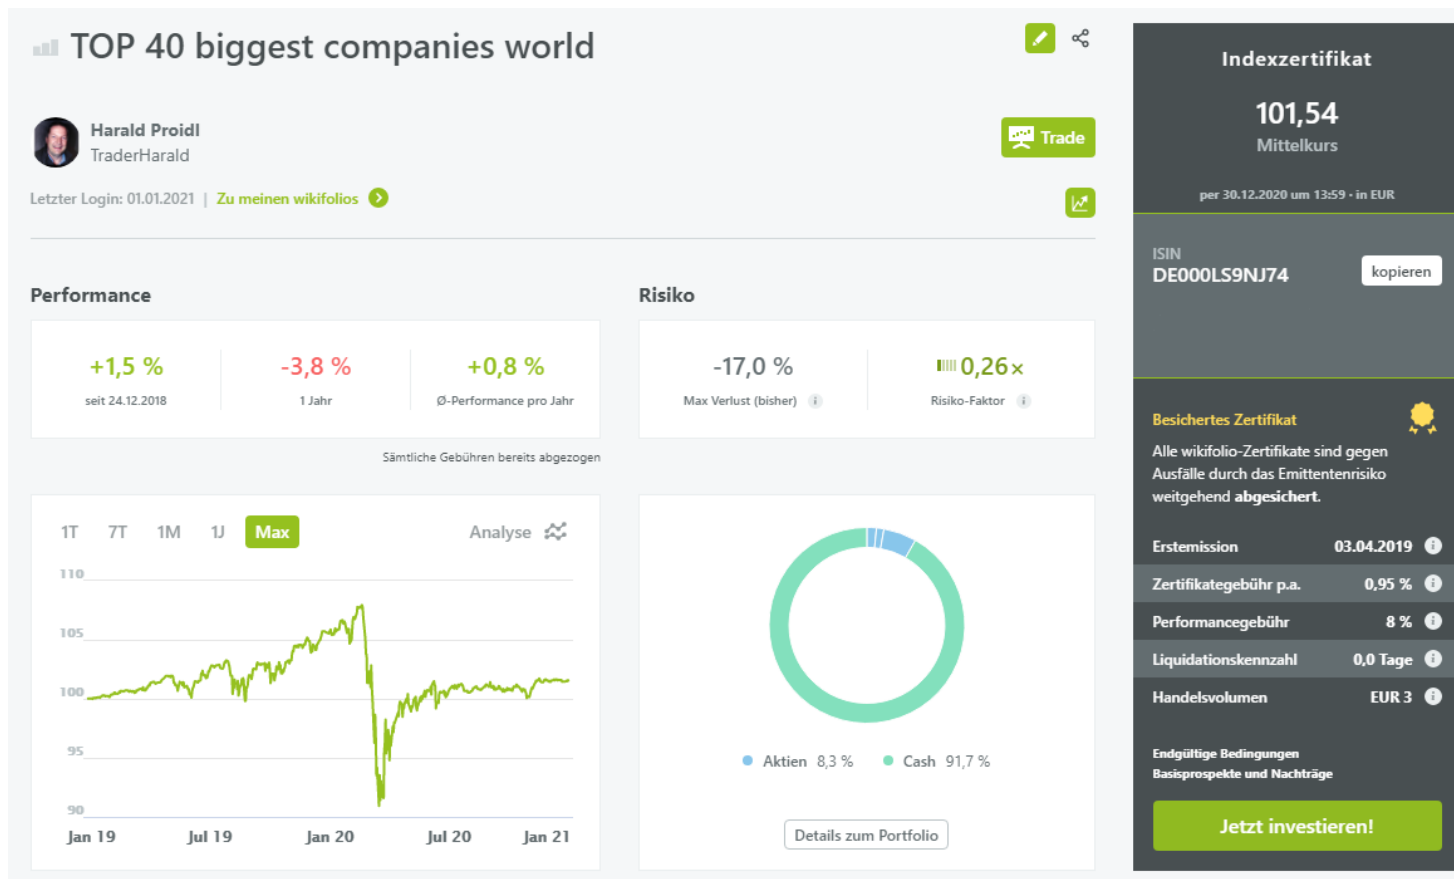 TOP 40 biggest companies world
Harald Proidl
TraderHarald
Trade
Letzter Login: 01.01.2021 | Zu meinen wikifolios
Performance
+1,5 %
seit 24.12.2018
-3,8 %
1 Jahr
+0,8 %
Ø-Performance pro Jahr
Sämtliche Gebühren bereits abgezogen
Risiko
-17,0 %
Max Verlust (bisher) i
0,26×
Risiko-Faktor i
1T 7T 1M 1J Max Analyse
110
105
100
95
90
Jan 19 Jul 19 Jan 20 Jul 20 Jan 21
Aktien 8,3 % Cash 91,7 %
Details zum Portfolio
Indexzertifikat
101,54
Mittelkurs
per 30.12.2020 um 13:59 · in EUR
ISIN
DE000LS9NJ74
kopieren
Besichertes Zertifikat
Alle wikifolio-Zertifikate sind gegen
Ausfälle durch das Emittentenrisiko
weitgehend abgesichert.
Erstemission 03.04.2019 i
Zertifikategebühr p.a. 0,95 % i
Performancegebühr 8 % i
Liquidationskennzahl 0,0 Tage i
Handelsvolumen EUR 3 i
Endgültige Bedingungen
Basisprospekte und Nachträge
Jetzt investieren!